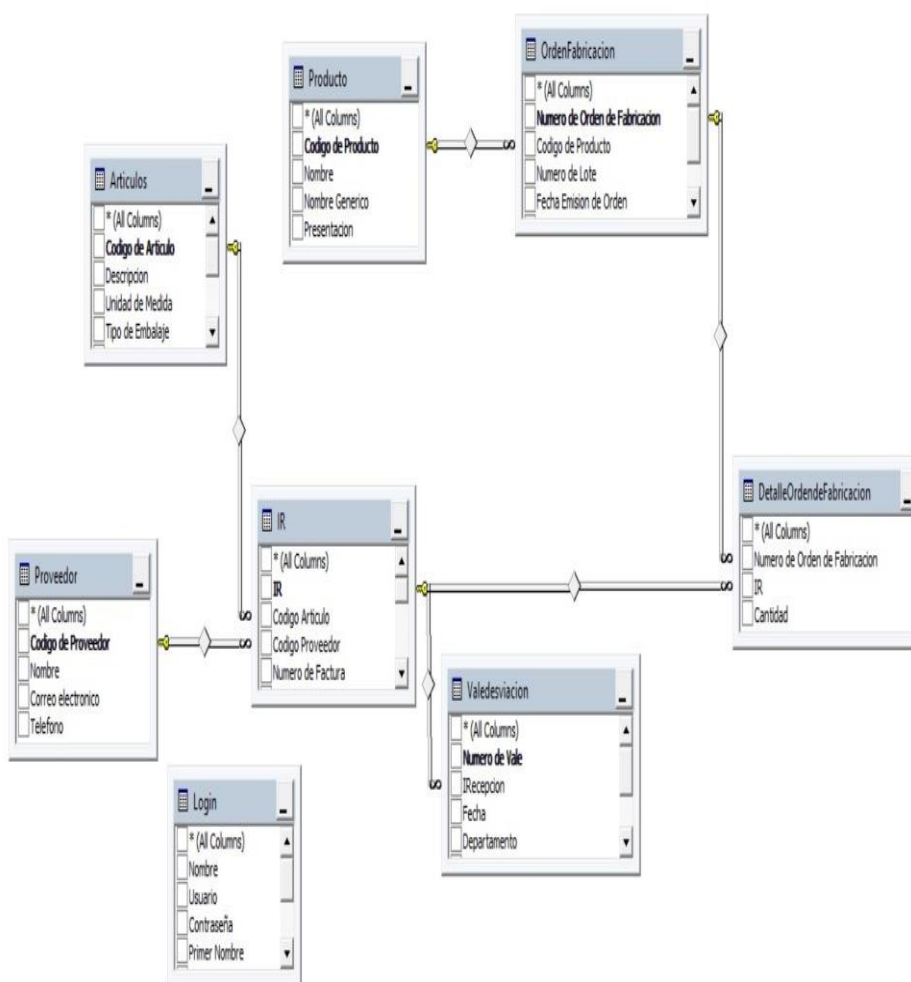 Producto
* (All Columns)
Codigo de Producto
Nombre
Nombre Generico
Presentacion
OrdenFabricacion
* (All Columns)
Numero de Orden de Fabricacion
Codigo de Producto
Numero de Lote
Fecha Emision de Orden
Articulos
* (All Columns)
Codigo de Articulo
Descripcion
Unidad de Medida
Tipo de Embalaje
IR
* (All Columns)
IR
Codigo Articulo
Codigo Proveedor
Numero de Factura
DetalleOrdendeFabricacion
* (All Columns)
Numero de Orden de Fabricacion
IR
Cantidad
Proveedor
* (All Columns)
Codigo de Proveedor
Nombre
Correo electronico
Telefono
Valedesviacion
* (All Columns)
Numero de Vale
IRecepcion
Fecha
Departamento
Login
* (All Columns)
Nombre
Usuario
Contraseña
Primer Nombre